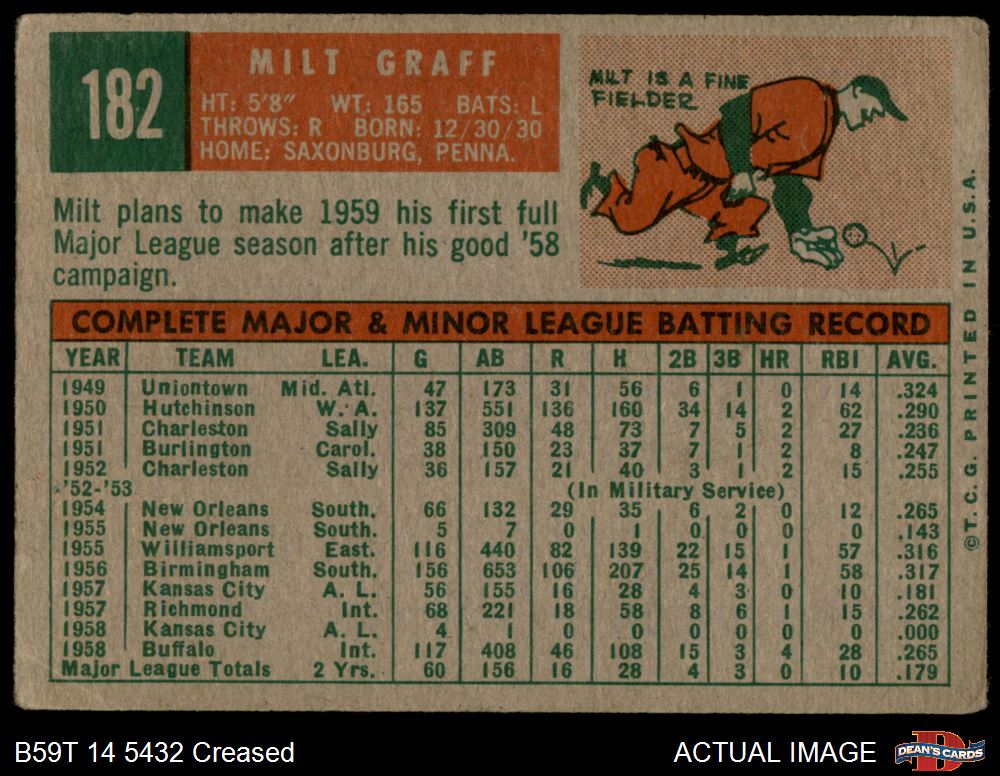 182
MILT GRAFF
HT: 5'8" WT: 165 BATS: L
THROWS: R BORN: 12/30/30
HOME: SAXONBURG, PENNA.
MILT IS A FINE
FIELDER
Milt plans to make 1959 his first full
Major League season after his good '58
campaign.
COMPLETE MAJOR & MINOR LEAGUE BATTING RECORD
YEAR TEAM LEA. G AB R H 2B 3B HR RBI AVG.
1949 Uniontown Mid. Atl. 47 173 31 56 6 1 0 14 .324
1950 Hutchinson W. A. 137 551 136 160 34 14 2 62 .290
1951 Charleston Sally 85 309 48 73 7 5 2 27 .236
1951 Burlington Carol. 38 150 23 37 7 1 2 8 .247
1952 Charleston Sally 36 157 21 40 3 1 2 15 .255
'52-'53 (In Military Service)
1954 New Orleans South. 66 132 29 35 6 2 0 12 .265
1955 New Orleans South. 5 7 0 1 0 0 0 0 .143
1955 Williamsport East. 116 440 82 139 22 15 1 57 .316
1956 Birmingham South. 156 653 106 207 25 14 1 58 .317
1957 Kansas City A. L. 56 155 16 28 4 3 0 10 .181
1957 Richmond Int. 68 221 18 58 8 6 1 15 .262
1958 Kansas City A. L. 4 1 0 0 0 0 0 0 .000
1958 Buffalo Int. 117 408 46 108 15 3 4 28 .265
Major League Totals 2 Yrs. 60 156 16 28 4 3 0 10 .179
©T.C.G. PRINTED IN U.S.A.
B59T 14 5432 Creased
ACTUAL IMAGE
D
DEAN'S CARDS